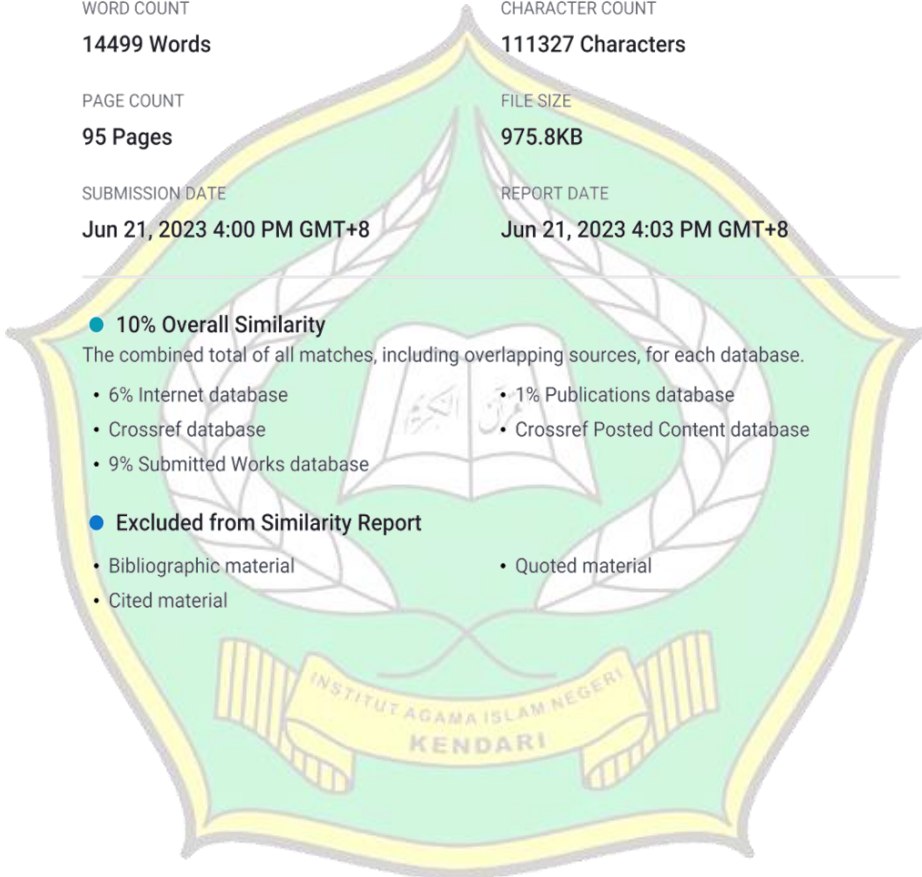 WORD COUNT CHARACTER COUNT
14499 Words 111327 Characters
PAGE COUNT FILE SIZE
95 Pages 975.8KB
SUBMISSION DATE REPORT DATE
Jun 21, 2023 4:00 PM GMT+8 Jun 21, 2023 4:03 PM GMT+8
● 10% Overall Similarity
The combined total of all matches, including overlapping sources, for each database.
• 6% Internet database • 1% Publications database
• Crossref database • Crossref Posted Content database
• 9% Submitted Works database
● Excluded from Similarity Report
• Bibliographic material • Quoted material
• Cited material
INSTITUT AGAMA ISLAM NEGERI
KENDARI